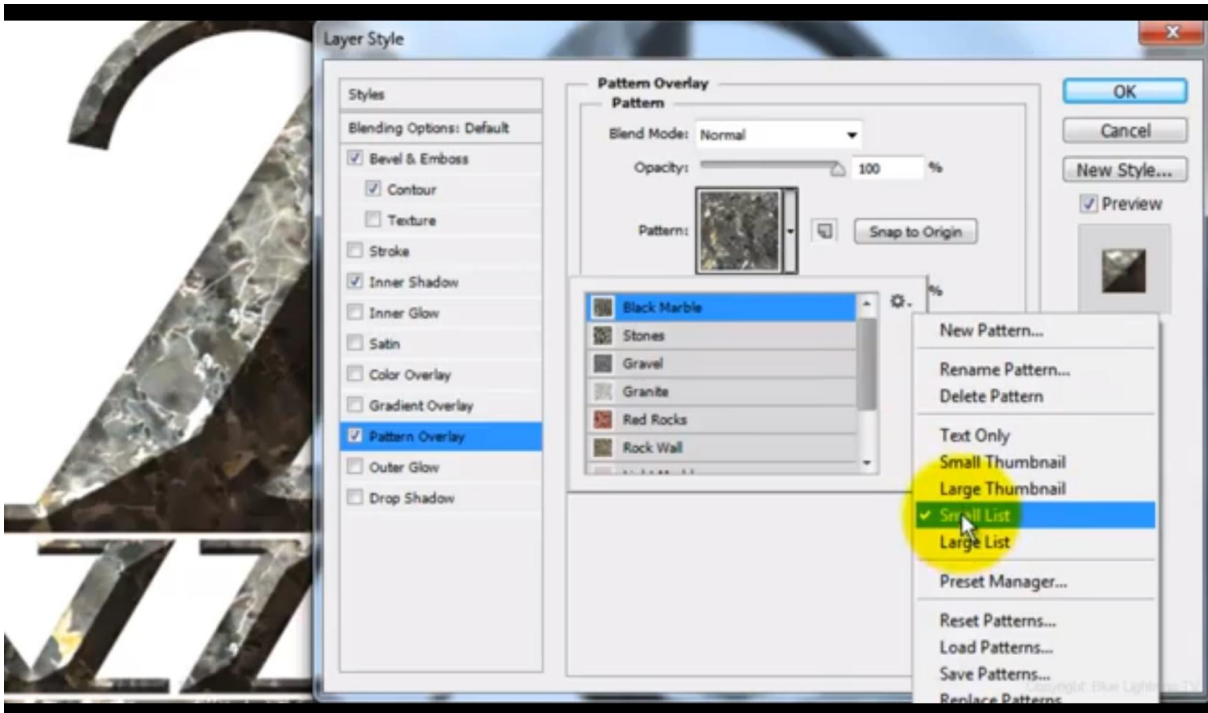 Layer Style
Styles
Blending Options: Default
Bevel & Emboss
Contour
Texture
Stroke
Inner Shadow
Inner Glow
Satin
Color Overlay
Gradient Overlay
Pattern Overlay
Outer Glow
Drop Shadow
Pattern Overlay
Pattern
Blend Mode: Normal
Opacity: 100 %
Pattern: Snap to Origin
%
Black Marble
Stones
Gravel
Granite
Red Rocks
Rock Wall
OK
Cancel
New Style...
Preview
New Pattern...
Rename Pattern...
Delete Pattern
Text Only
Small Thumbnail
Large Thumbnail
Small List
Large List
Preset Manager...
Reset Patterns...
Load Patterns...
Save Patterns...
Replace Patterns